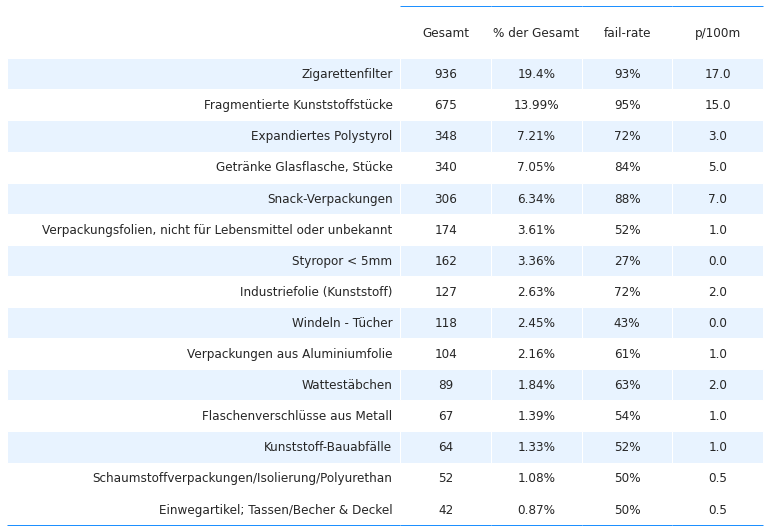 Gesamt % der Gesamt fail-rate p/100m
Zigarettenfilter 936 19.4% 93% 17.0
Fragmentierte Kunststoffstücke 675 13.99% 95% 15.0
Expandiertes Polystyrol 348 7.21% 72% 3.0
Getränke Glasflasche, Stücke 340 7.05% 84% 5.0
Snack-Verpackungen 306 6.34% 88% 7.0
Verpackungsfolien, nicht für Lebensmittel oder unbekannt 174 3.61% 52% 1.0
Styropor < 5mm 162 3.36% 27% 0.0
Industriefolie (Kunststoff) 127 2.63% 72% 2.0
Windeln - Tücher 118 2.45% 43% 0.0
Verpackungen aus Aluminiumfolie 104 2.16% 61% 1.0
Wattestäbchen 89 1.84% 63% 2.0
Flaschenverschlüsse aus Metall 67 1.39% 54% 1.0
Kunststoff-Bauabfälle 64 1.33% 52% 1.0
Schaumstoffverpackungen/Isolierung/Polyurethan 52 1.08% 50% 0.5
Einwegartikel; Tassen/Becher & Deckel 42 0.87% 50% 0.5